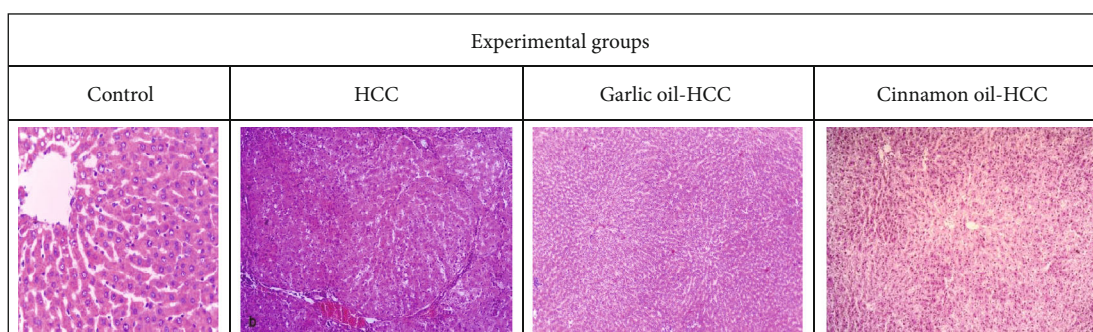 Experimental groups
Control HCC Garlic oil-HCC Cinnamon oil-HCC
b